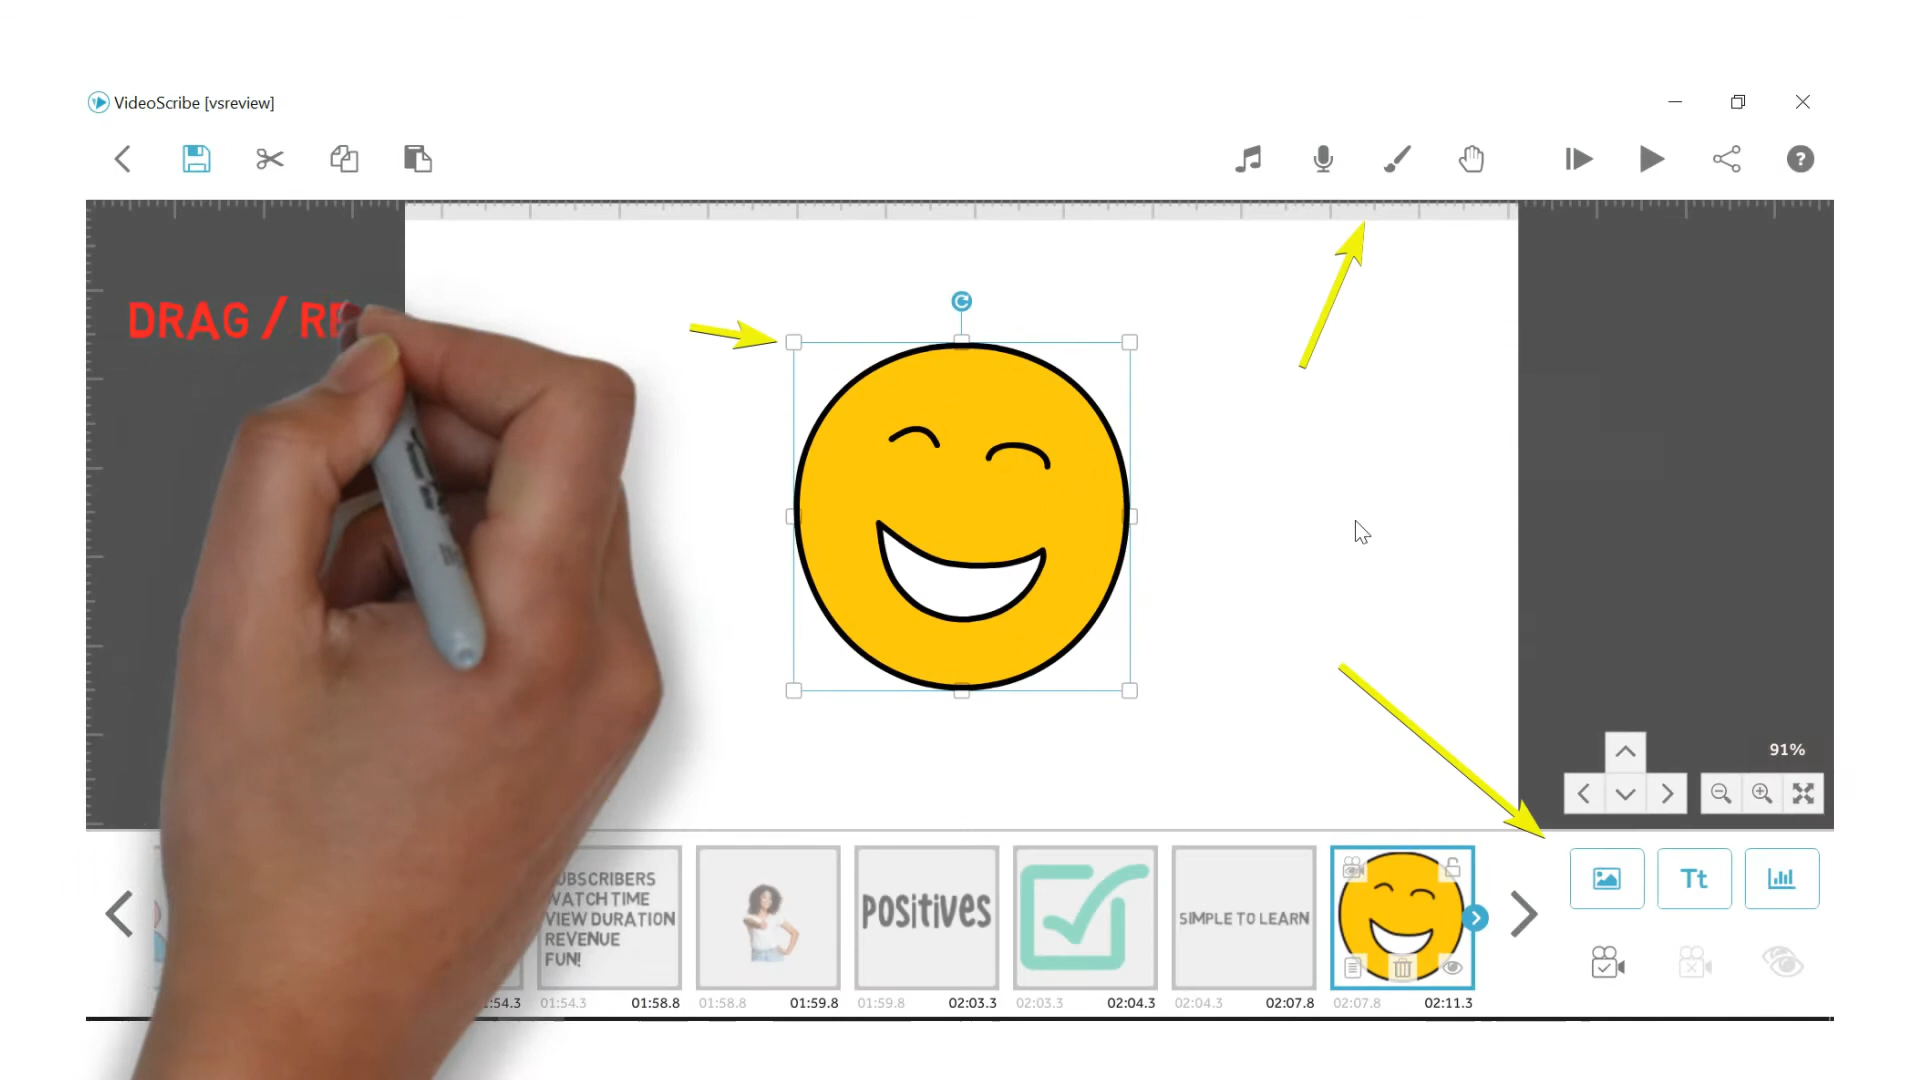 VideoScribe [vsreview]
?
DRAG / RE
91%
SUBSCRIBERS
WATCH TIME
VIEW DURATION
REVENUE
FUN!
POSITIVES
SIMPLE TO LEARN
Tt
:54.3
01:54.3 01:58.8
01:58.8 01:59.8
01:59.8 02:03.3
02:03.3 02:04.3
02:04.3 02:07.8
02:07.8 02:11.3